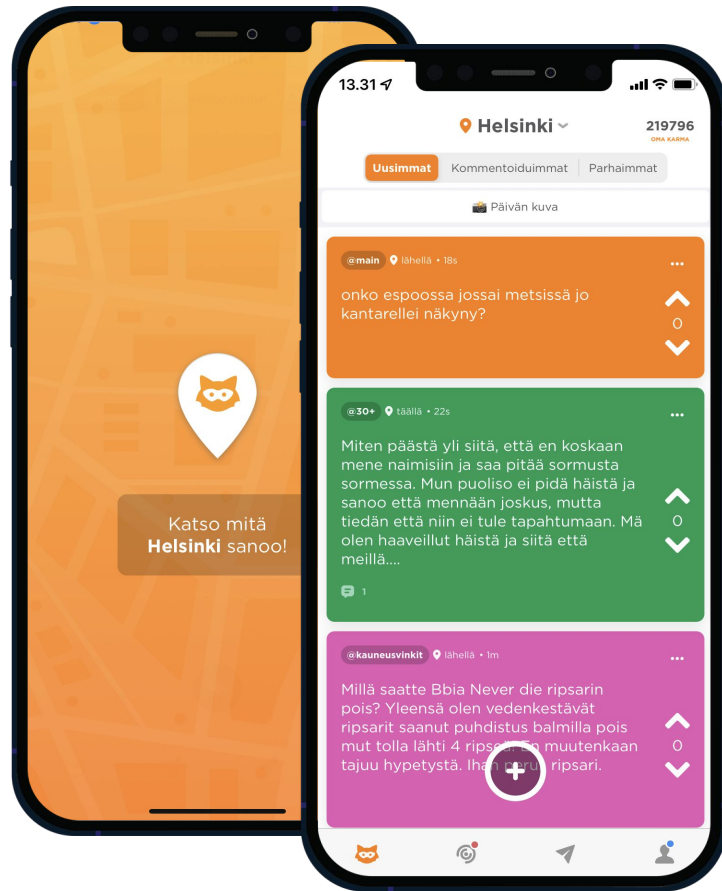 Katso mitä
Helsinki sanoo!
13.31
Helsinki
219796
OMA KARMA
Uusimmat
Kommentoiduimmat
Parhaimmat
Päivän kuva
@main lähellä • 18s
onko espoossa jossai metsissä jo
kantarellei näkyny?
0
@30+ täällä • 22s
Miten päästä yli siitä, että en koskaan
mene naimisiin ja saa pitää sormusta
sormessa. Mun puoliso ei pidä häistä ja
sanoo että mennään joskus, mutta
tiedän että niin ei tule tapahtumaan. Mä
olen haaveillut häistä ja siitä että
meillä....
0
1
@kauneusvinkit lähellä • 1m
Millä saatte Bbia Never die ripsarin
pois? Yleensä olen vedenkestävät
ripsarit saanut puhdistus balmilla pois
mut tolla lähti 4 ripseä! En muutenkaan
tajuu hypetystä. Ihan perus ripsari.
0